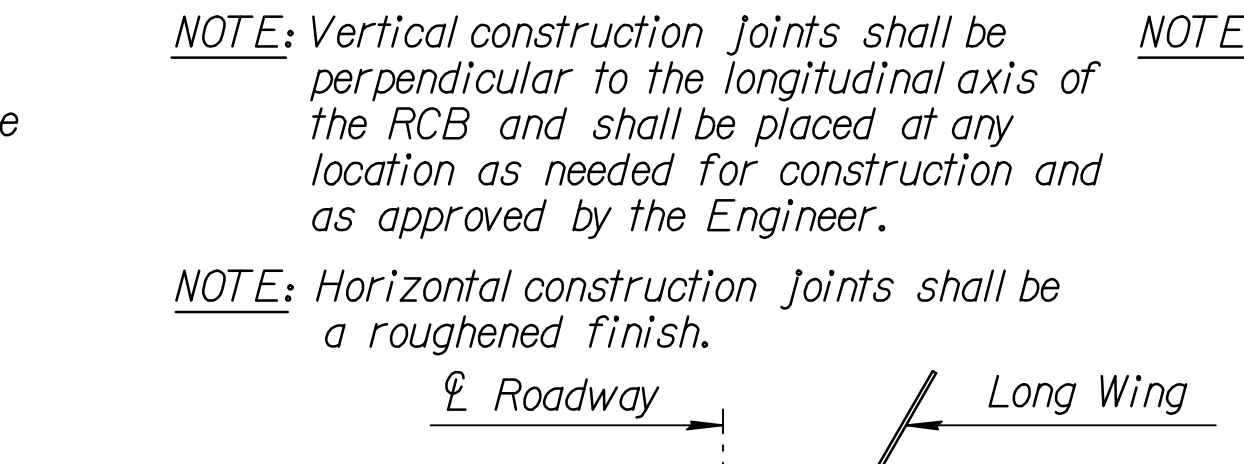 NOTE: Vertical construction joints shall be
perpendicular to the longitudinal axis of
the RCB and shall be placed at any
location as needed for construction and
as approved by the Engineer.
NOTE: Horizontal construction joints shall be
a roughened finish.
℄ Roadway
Long Wing
NOTE
e